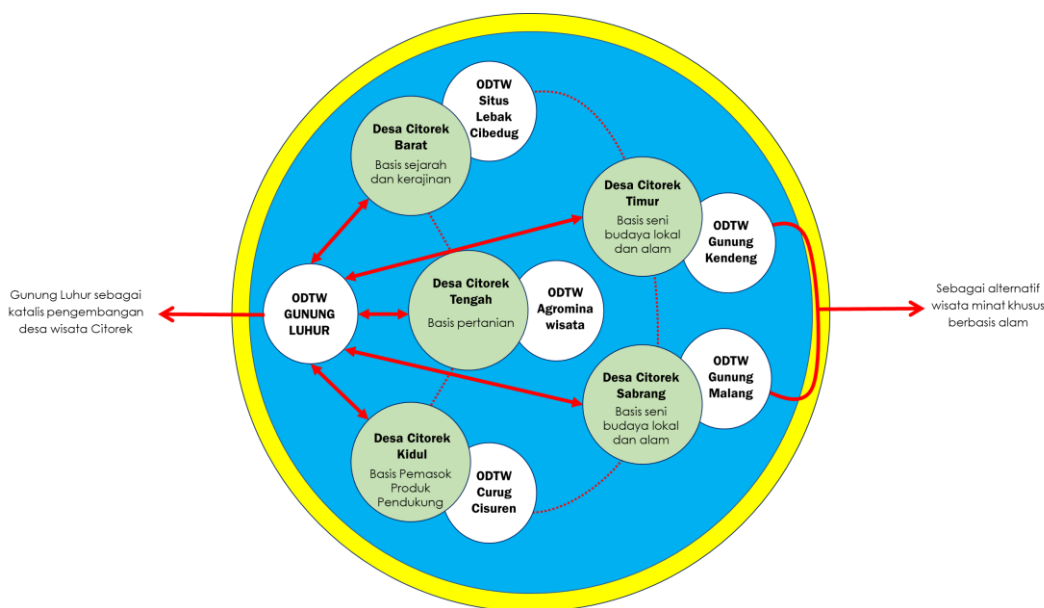 ODTW
Situs
Lebak
Cibedug
Desa Citorek
Barat
Basis sejarah
dan kerajinan
Desa Citorek
Timur
Basis seni
budaya lokal
dan alam
ODTW
Gunung
Kendeng
Gunung Luhur sebagai
katalis pengembangan
desa wisata Citorek
ODTW
GUNUNG
LUHUR
Desa Citorek
Tengah
Basis pertanian
ODTW
Agromina
wisata
Sebagai alternatif
wisata minat khusus
berbasis alam
Desa Citorek
Sabrang
Basis seni
budaya lokal
dan alam
ODTW
Gunung
Malang
Desa Citorek
Kidul
Basis Pemasok
Produk
Pendukung
ODTW
Curug
Cisuren